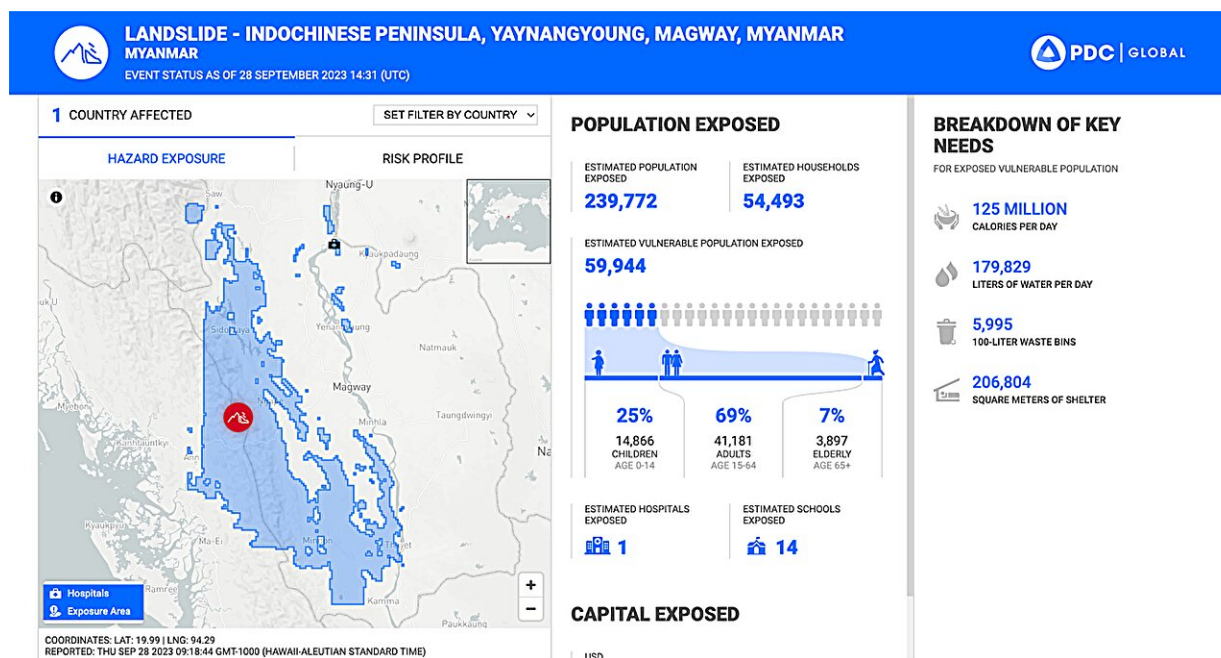 LANDSLIDE - INDOCHINESE PENINSULA, YAYNANGYOUNG, MAGWAY, MYANMAR
MYANMAR
EVENT STATUS AS OF 28 SEPTEMBER 2023 14:31 (UTC)
PDC | GLOBAL
1 COUNTRY AFFECTED
SET FILTER BY COUNTRY
HAZARD EXPOSURE
RISK PROFILE
Saw
Nyaung-U
Kyaukpadaung
uk U
Sidoktaya
Yenangyaung
Natmauk
Magway
Myebon
Minhla
Taungdwingyi
Kanhtauntkyi
Ann
Na
Kyaukpyu
Ma-Ei
Ramree
Kamma
Paukkaung
Hospitals
Exposure Area
+
−
COORDINATES: LAT: 19.99 | LNG: 94.29
REPORTED: THU SEP 28 2023 09:18:44 GMT-1000 (HAWAII-ALEUTIAN STANDARD TIME)
POPULATION EXPOSED
ESTIMATED POPULATION
EXPOSED
239,772
ESTIMATED HOUSEHOLDS
EXPOSED
54,493
ESTIMATED VULNERABLE POPULATION EXPOSED
59,944
25%
14,866
CHILDREN
AGE 0-14
69%
41,181
ADULTS
AGE 15-64
7%
3,897
ELDERLY
AGE 65+
ESTIMATED HOSPITALS
EXPOSED
1
ESTIMATED SCHOOLS
EXPOSED
14
CAPITAL EXPOSED
USD
BREAKDOWN OF KEY
NEEDS
FOR EXPOSED VULNERABLE POPULATION
125 MILLION
CALORIES PER DAY
179,829
LITERS OF WATER PER DAY
5,995
100-LITER WASTE BINS
206,804
SQUARE METERS OF SHELTER